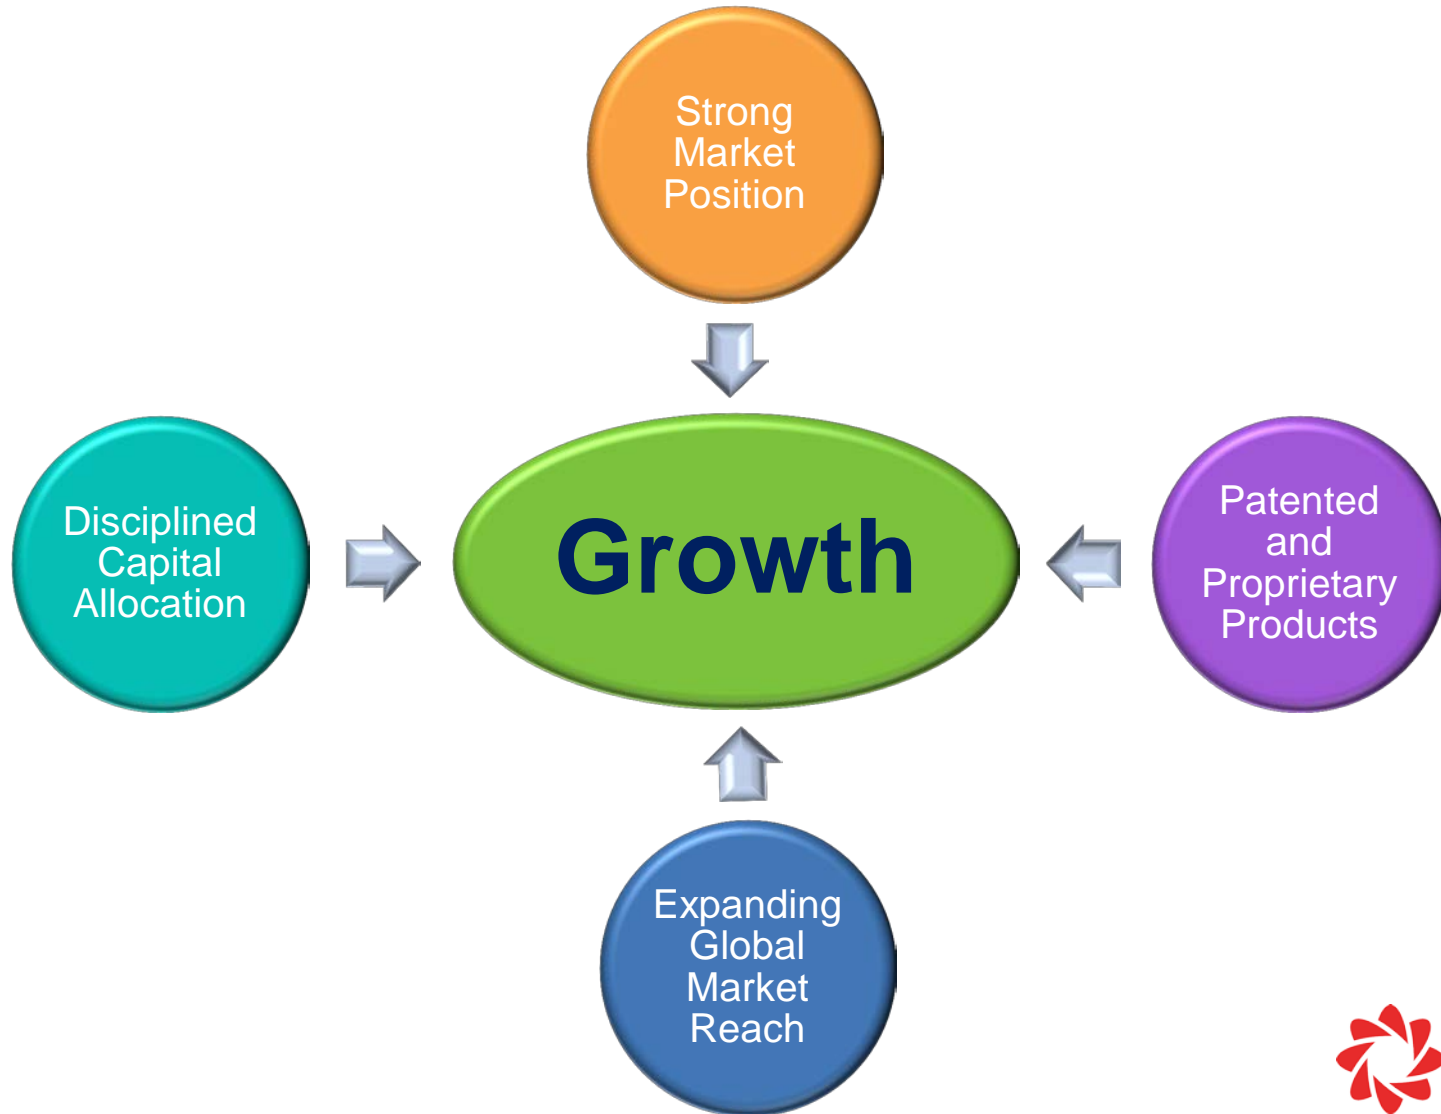 Strong
Market
Position
Disciplined
Capital
Allocation
Growth
Patented
and
Proprietary
Products
Expanding
Global
Market
Reach